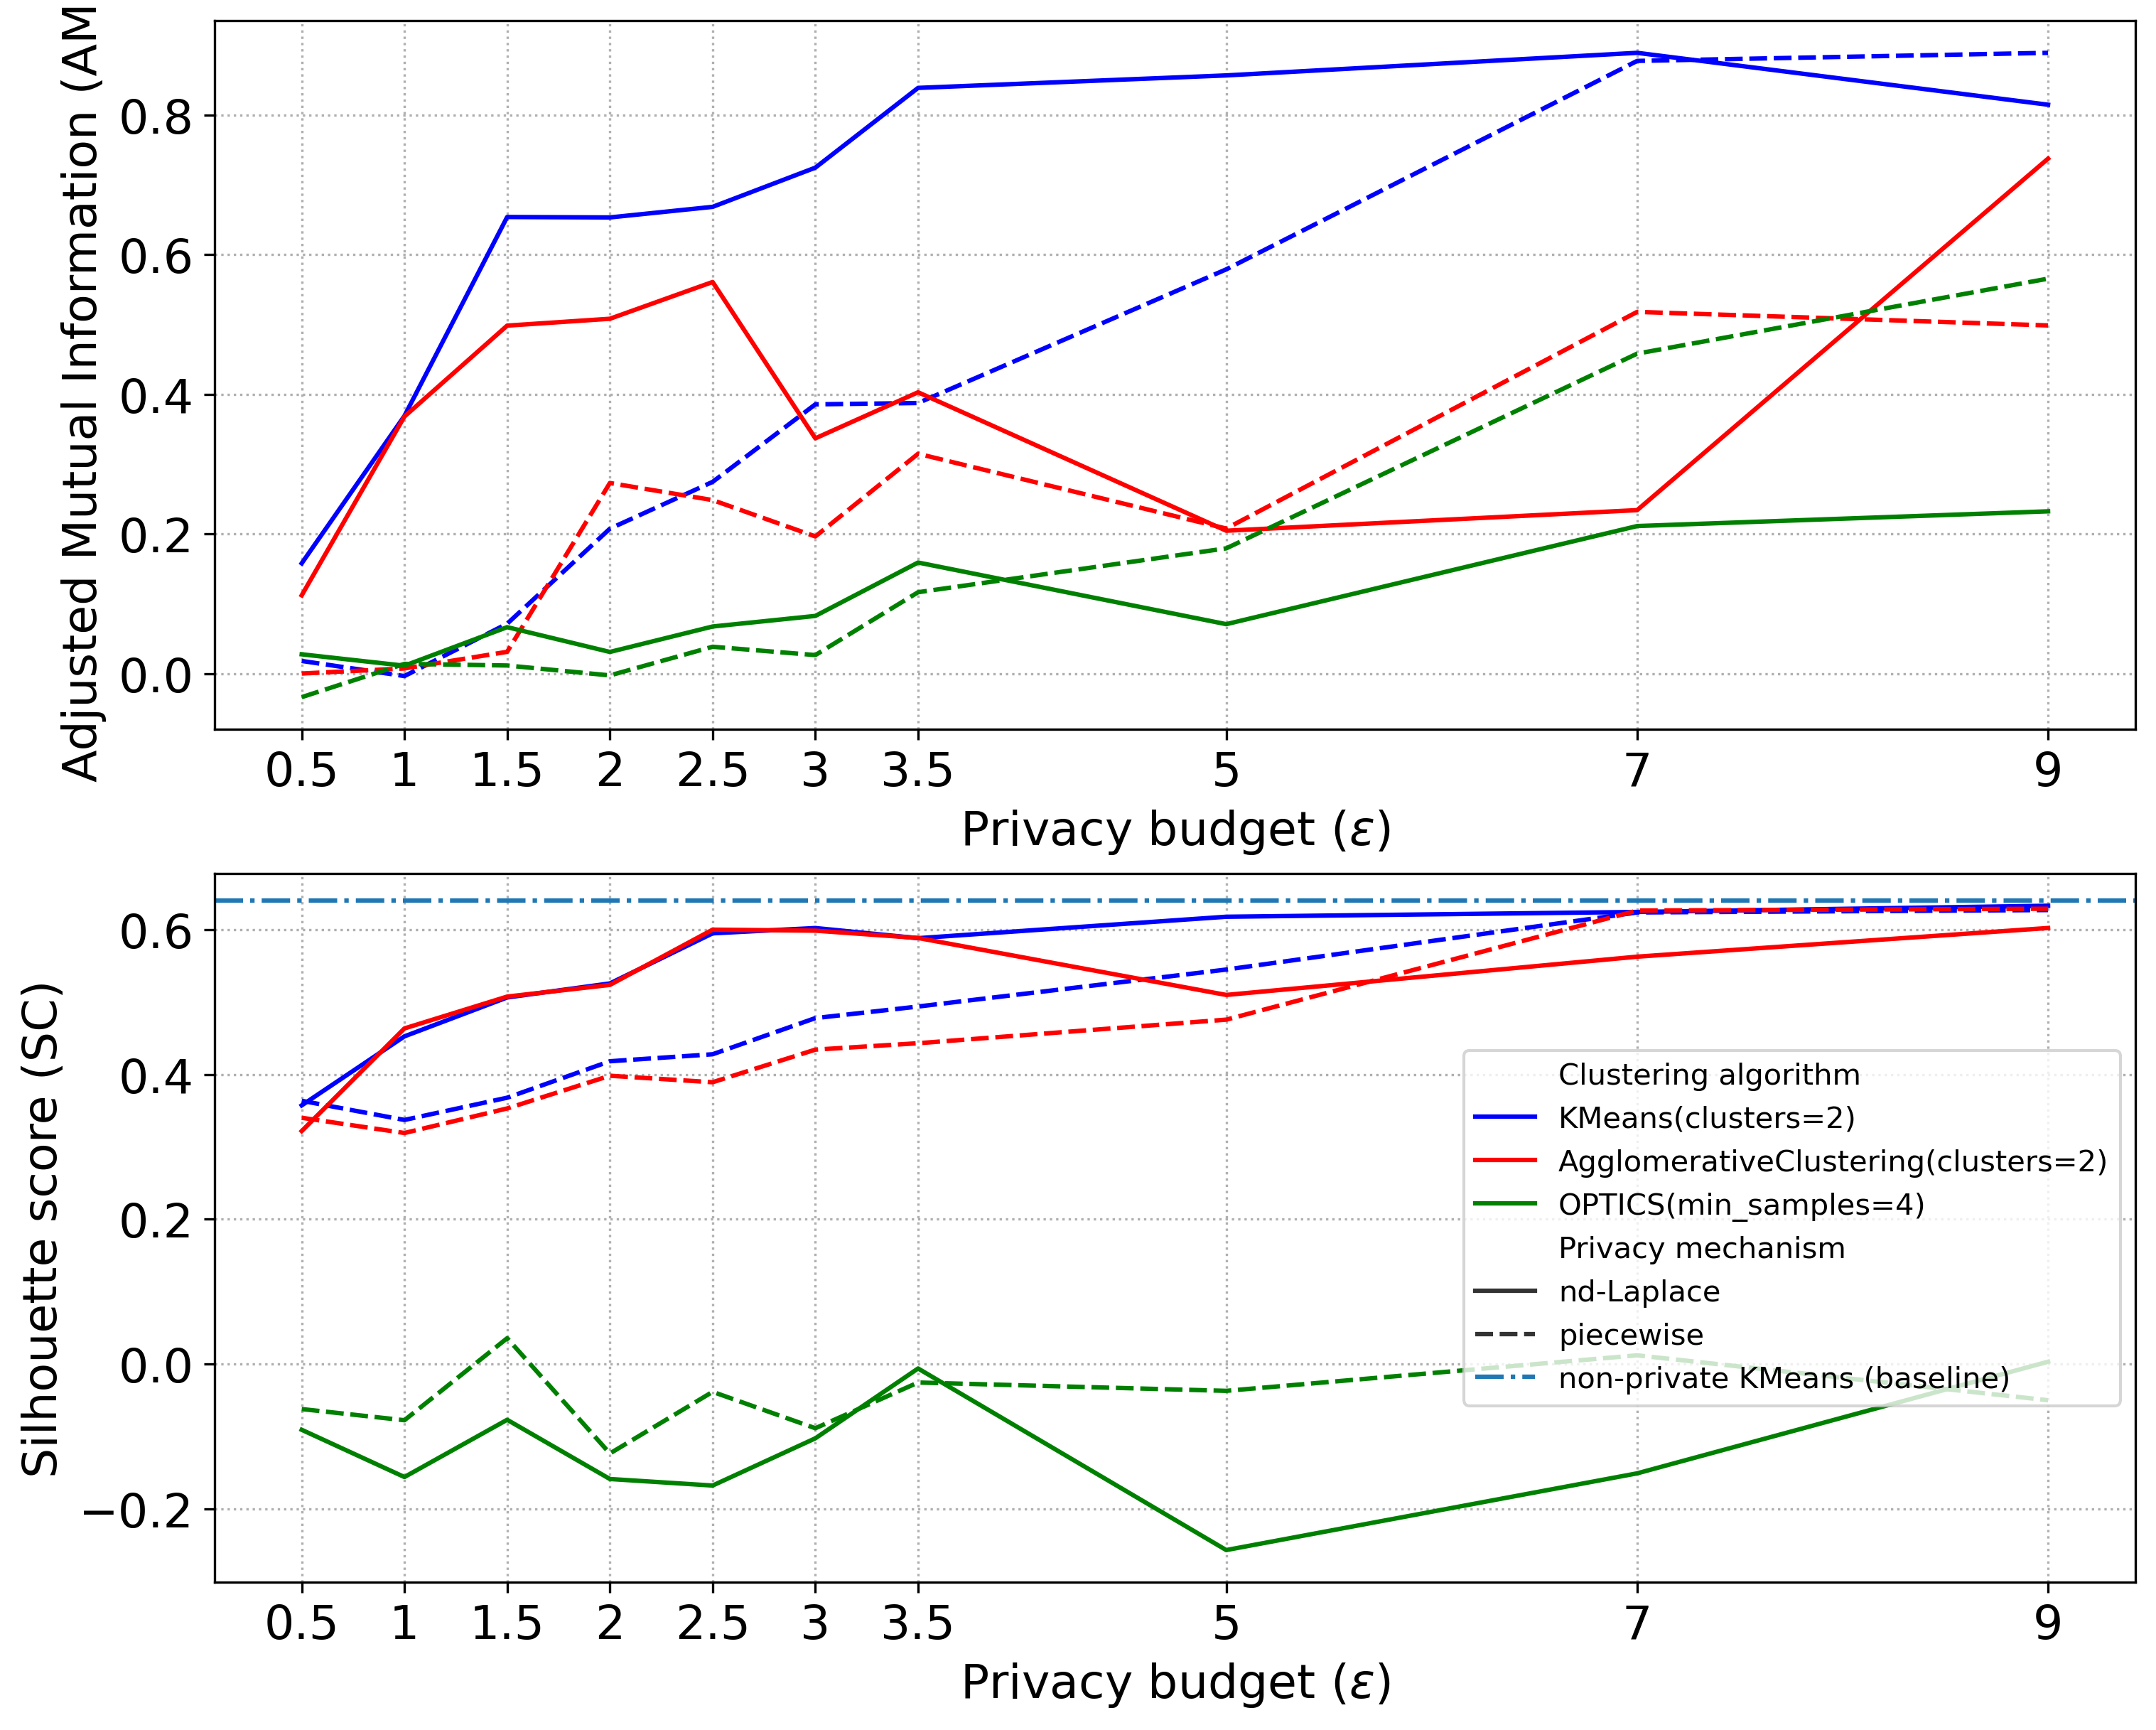 Adjusted Mutual Information (AM
0.8
0.6
0.4
0.2
0.0
0.5 1 1.5 2 2.5 3 3.5 5 7 9
Privacy budget (ε)
Silhouette score (SC)
0.6
0.4
0.2
0.0
−0.2
Clustering algorithm
KMeans(clusters=2)
AgglomerativeClustering(clusters=2)
OPTICS(min_samples=4)
Privacy mechanism
nd-Laplace
piecewise
non-private KMeans (baseline)
0.5 1 1.5 2 2.5 3 3.5 5 7 9
Privacy budget (ε)